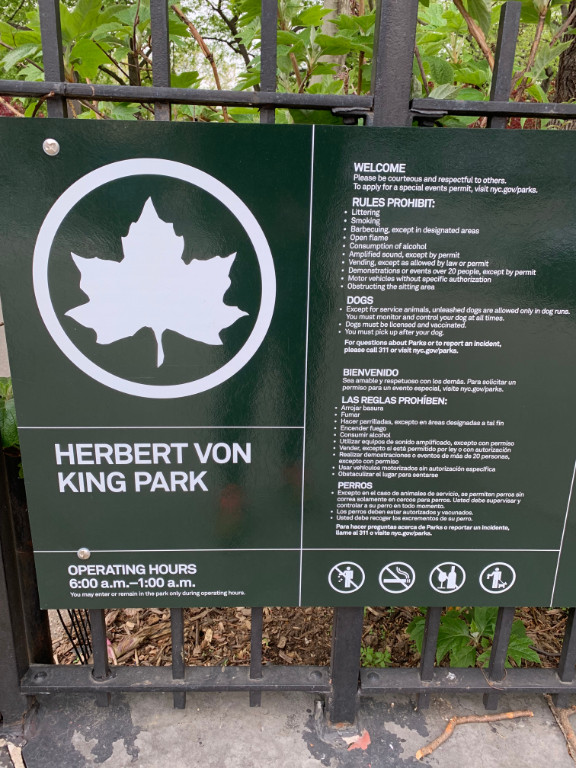 HERBERT VON
KING PARK
OPERATING HOURS
6:00 a.m.–1:00 a.m.
You may enter or remain in the park only during operating hours.
WELCOME
Please be courteous and respectful to others.
To apply for a special events permit, visit nyc.gov/parks.
RULES PROHIBIT:
• Littering
• Smoking
• Barbecuing, except in designated areas
• Open flame
• Consumption of alcohol
• Amplified sound, except by permit
• Vending, except as allowed by law or permit
• Demonstrations or events over 20 people, except by permit
• Motor vehicles without specific authorization
• Obstructing the sitting area
DOGS
• Except for service animals, unleashed dogs are allowed only in dog runs.
You must monitor and control your dog at all times.
• Dogs must be licensed and vaccinated.
• You must pick up after your dog.
For questions about Parks or to report an incident,
please call 311 or visit nyc.gov/parks.
BIENVENIDO
Sea amable y respetuoso con los demás. Para solicitar un
permiso para un evento especial, visite nyc.gov/parks.
LAS REGLAS PROHÍBEN:
• Arrojar basura
• Fumar
• Hacer parrilladas, excepto en áreas designadas a tal fin
• Encender fuego
• Consumir alcohol
• Utilizar equipos de sonido amplificado, excepto con permiso
• Vender, excepto si está permitido por ley o con autorización
• Realizar demostraciones o eventos de más de 20 personas,
excepto con permiso
• Usar vehículos motorizados sin autorización específica
• Obstaculizar el lugar para sentarse
PERROS
• Excepto en el caso de animales de servicio, se permiten perros sin
correa solamente en cercos para perros. Usted debe supervisar y
controlar a su perro en todo momento.
• Los perros deben estar autorizados y vacunados.
• Usted debe recoger los excrementos de su perro.
Para hacer preguntas acerca de Parks o reportar un incidente,
llame al 311 o visite nyc.gov/parks.